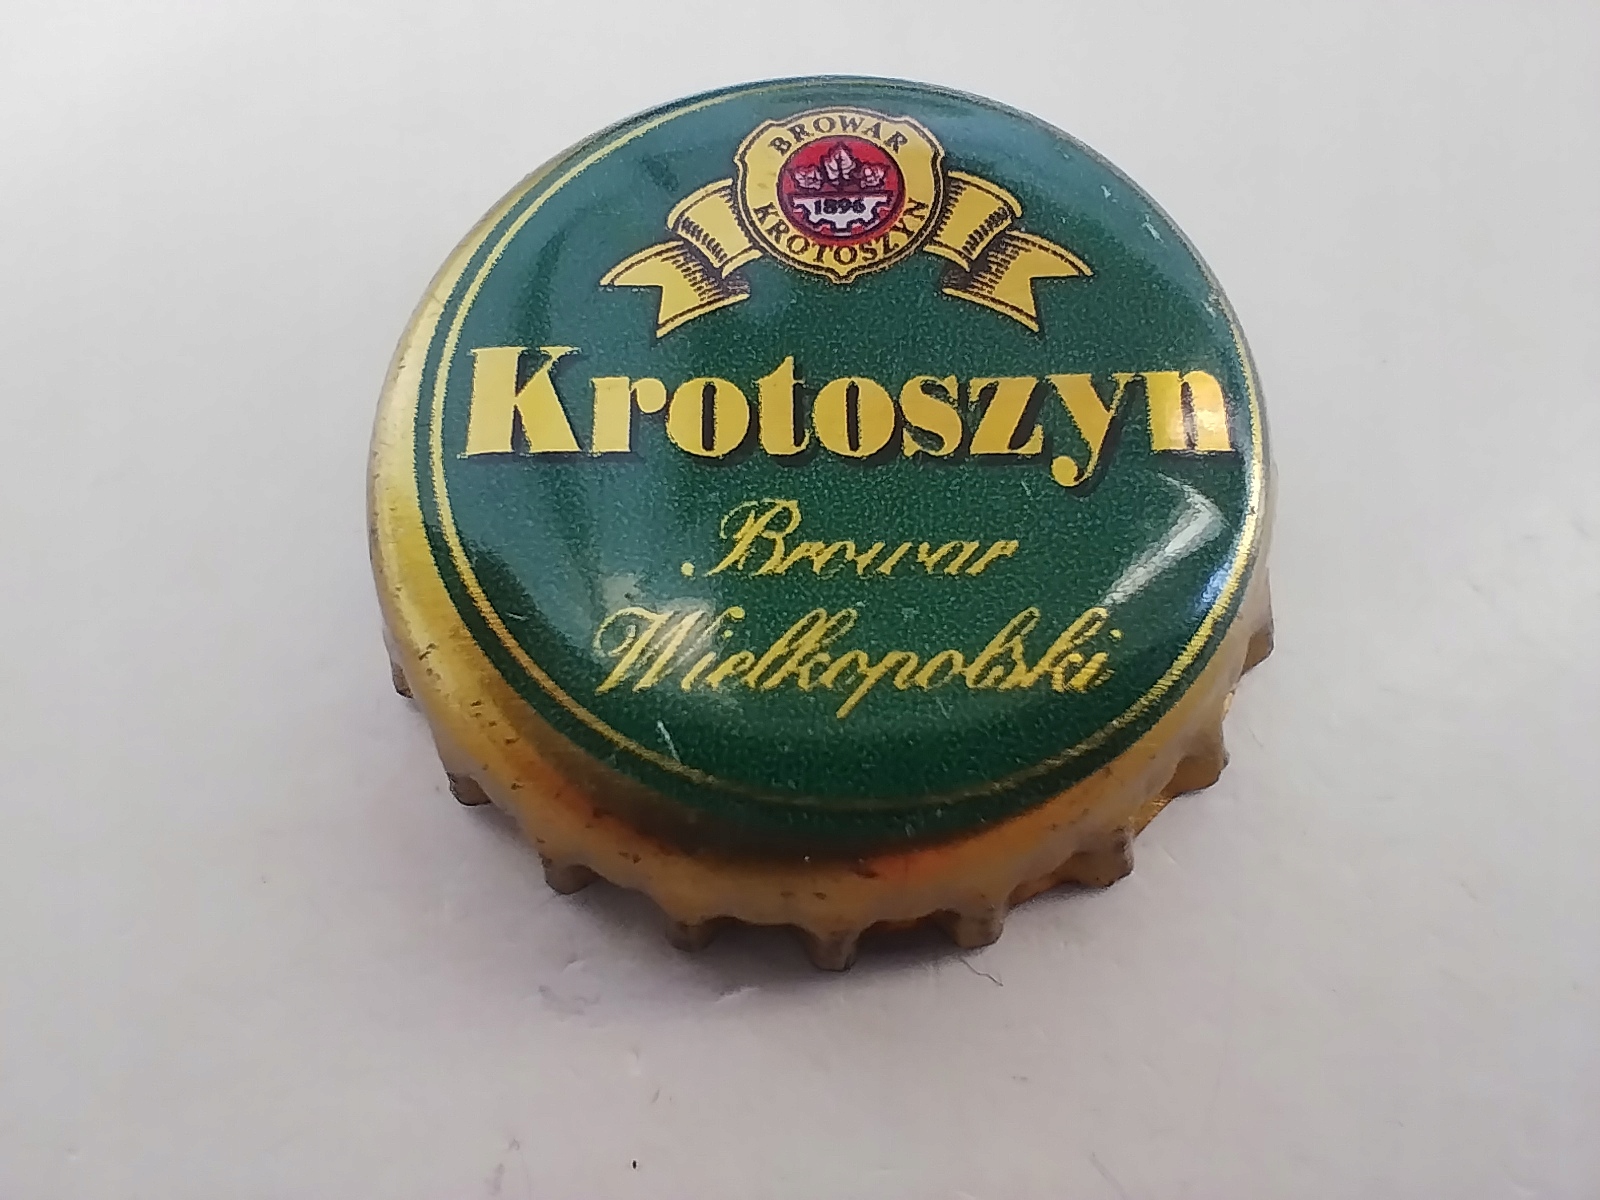 BROWAR
1896
KROTOSZYN
Krotoszyn
Browar
Wielkopolski